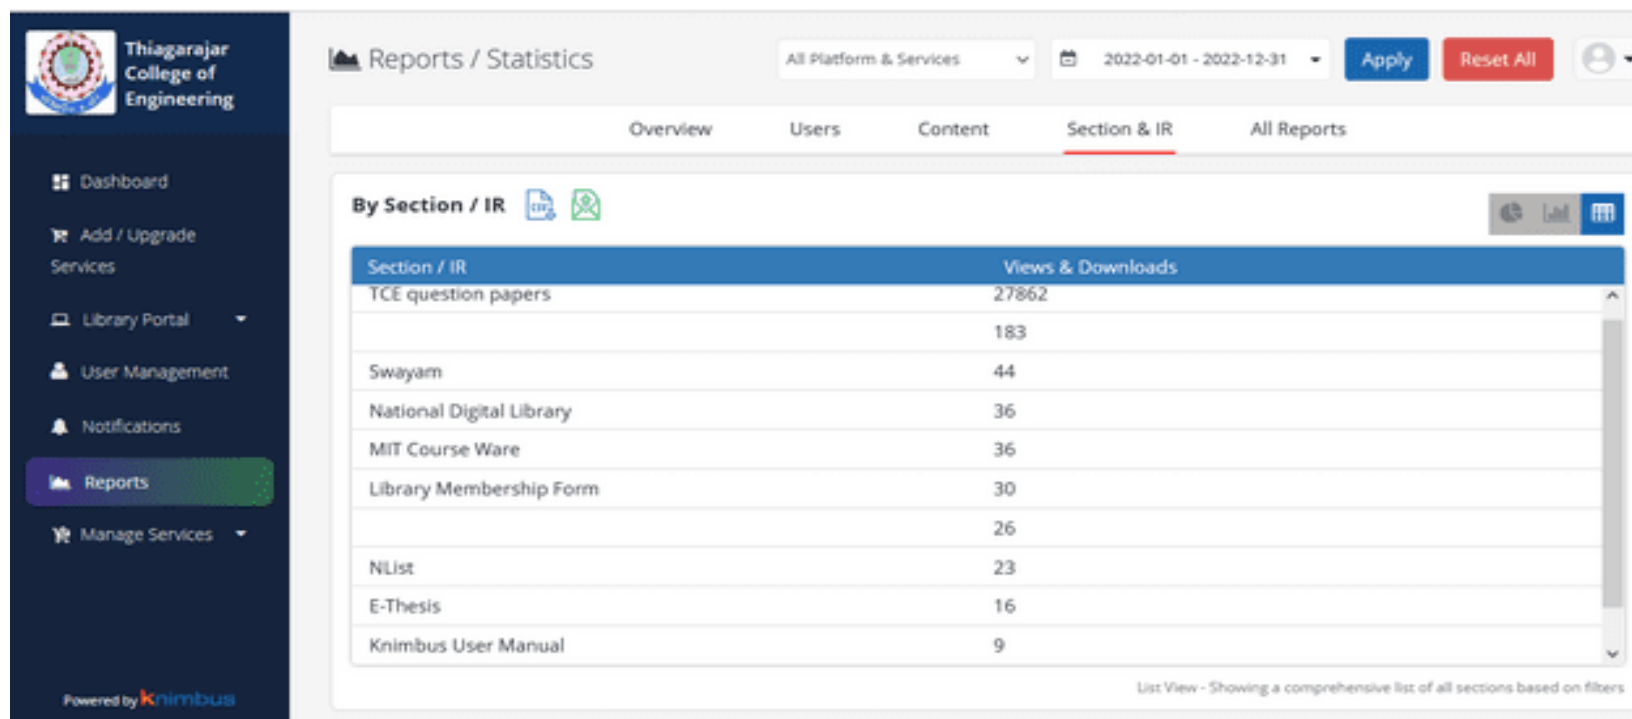 Thiagarajar
College of
Engineering
Dashboard
Add / Upgrade
Services
Library Portal
User Management
Notifications
Reports
Manage Services
Powered by Knimbus
Reports / Statistics
All Platform & Services
2022-01-01 - 2022-12-31
Apply
Reset All
Overview Users Content Section & IR All Reports
By Section / IR
Section / IR Views & Downloads
TCE question papers 27862
183
Swayam 44
National Digital Library 36
MIT Course Ware 36
Library Membership Form 30
26
NList 23
E-Thesis 16
Knimbus User Manual 9
List View - Showing a comprehensive list of all sections based on filters